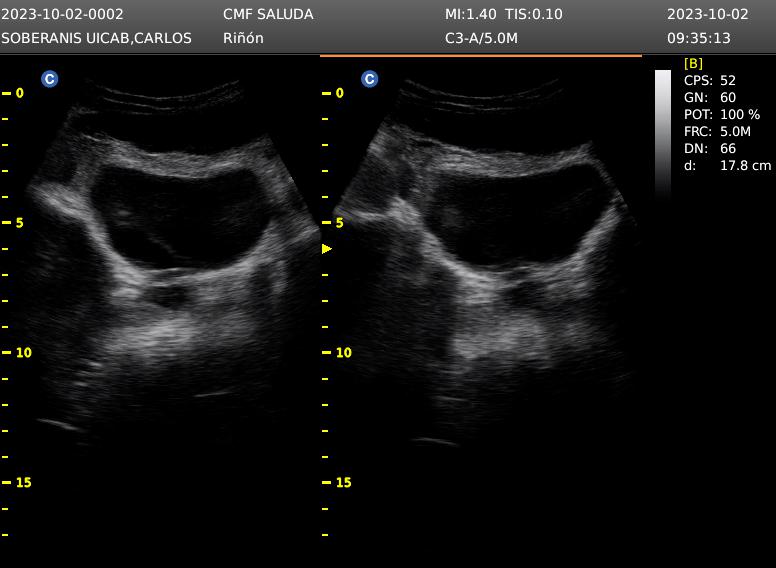 2023-10-02-0002 CMF SALUDA MI:1.40 TIS:0.10 2023-10-02
SOBERANIS UICAB,CARLOS Riñón C3-A/5.0M 09:35:13
C C
[B]
CPS: 52
GN: 60
POT: 100 %
FRC: 5.0M
DN: 66
d: 17.8 cm
0 0
5 5
10 10
15 15